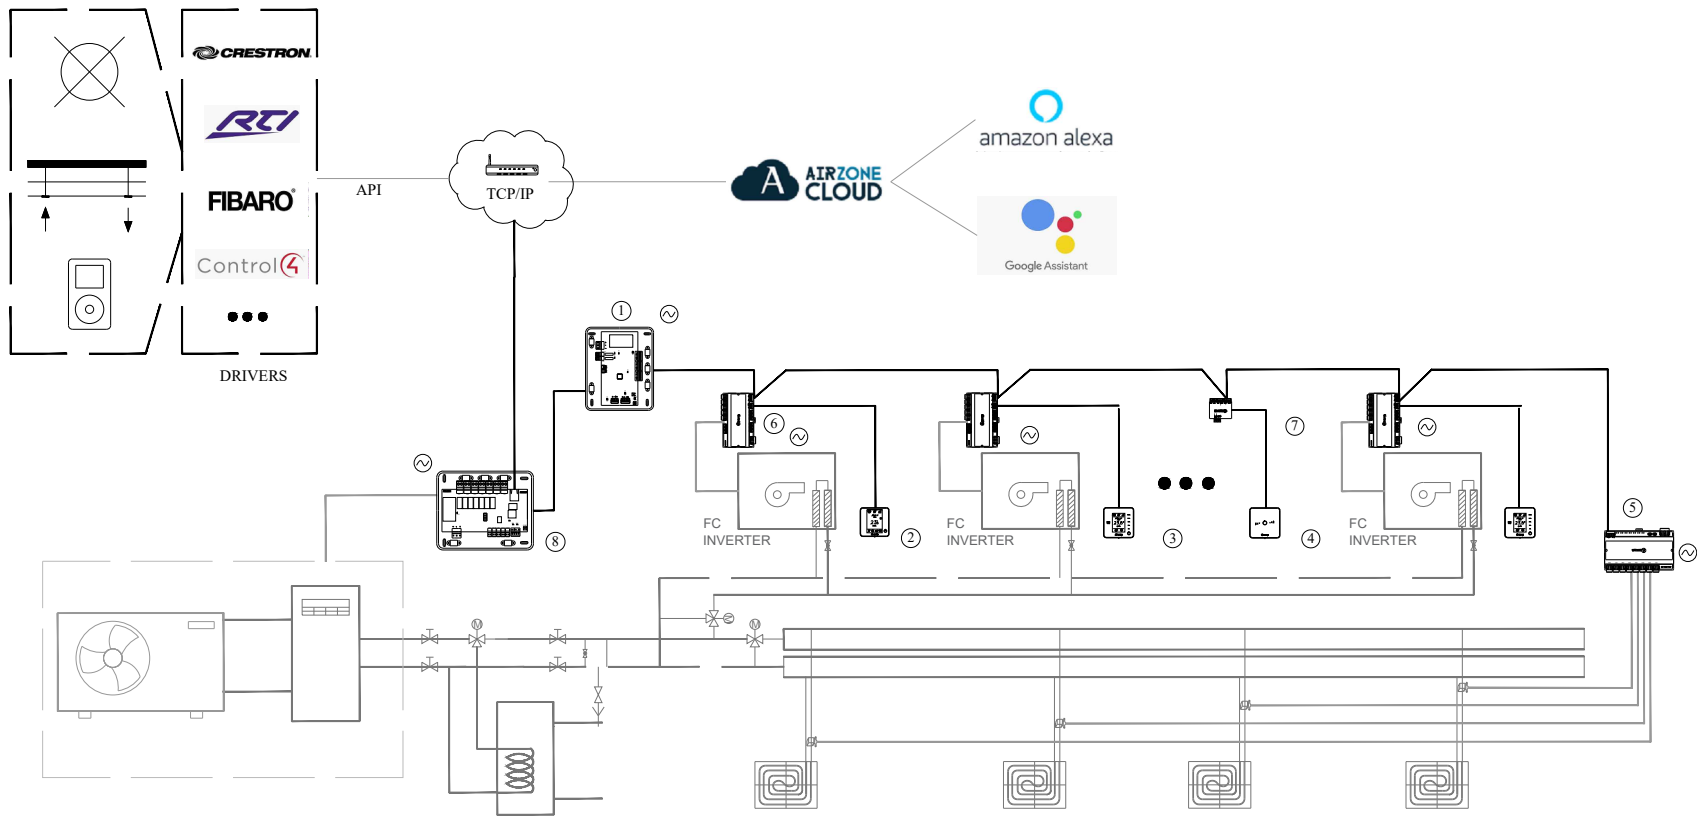 CRESTRON
RTI
FIBARO®
Control4
DRIVERS
API
TCP/IP
A
AIRZONE
CLOUD
amazon alexa
Google Assistant
1
6
7
5
8
2
3
4
FC
INVERTER
FC
INVERTER
FC
INVERTER
M
M